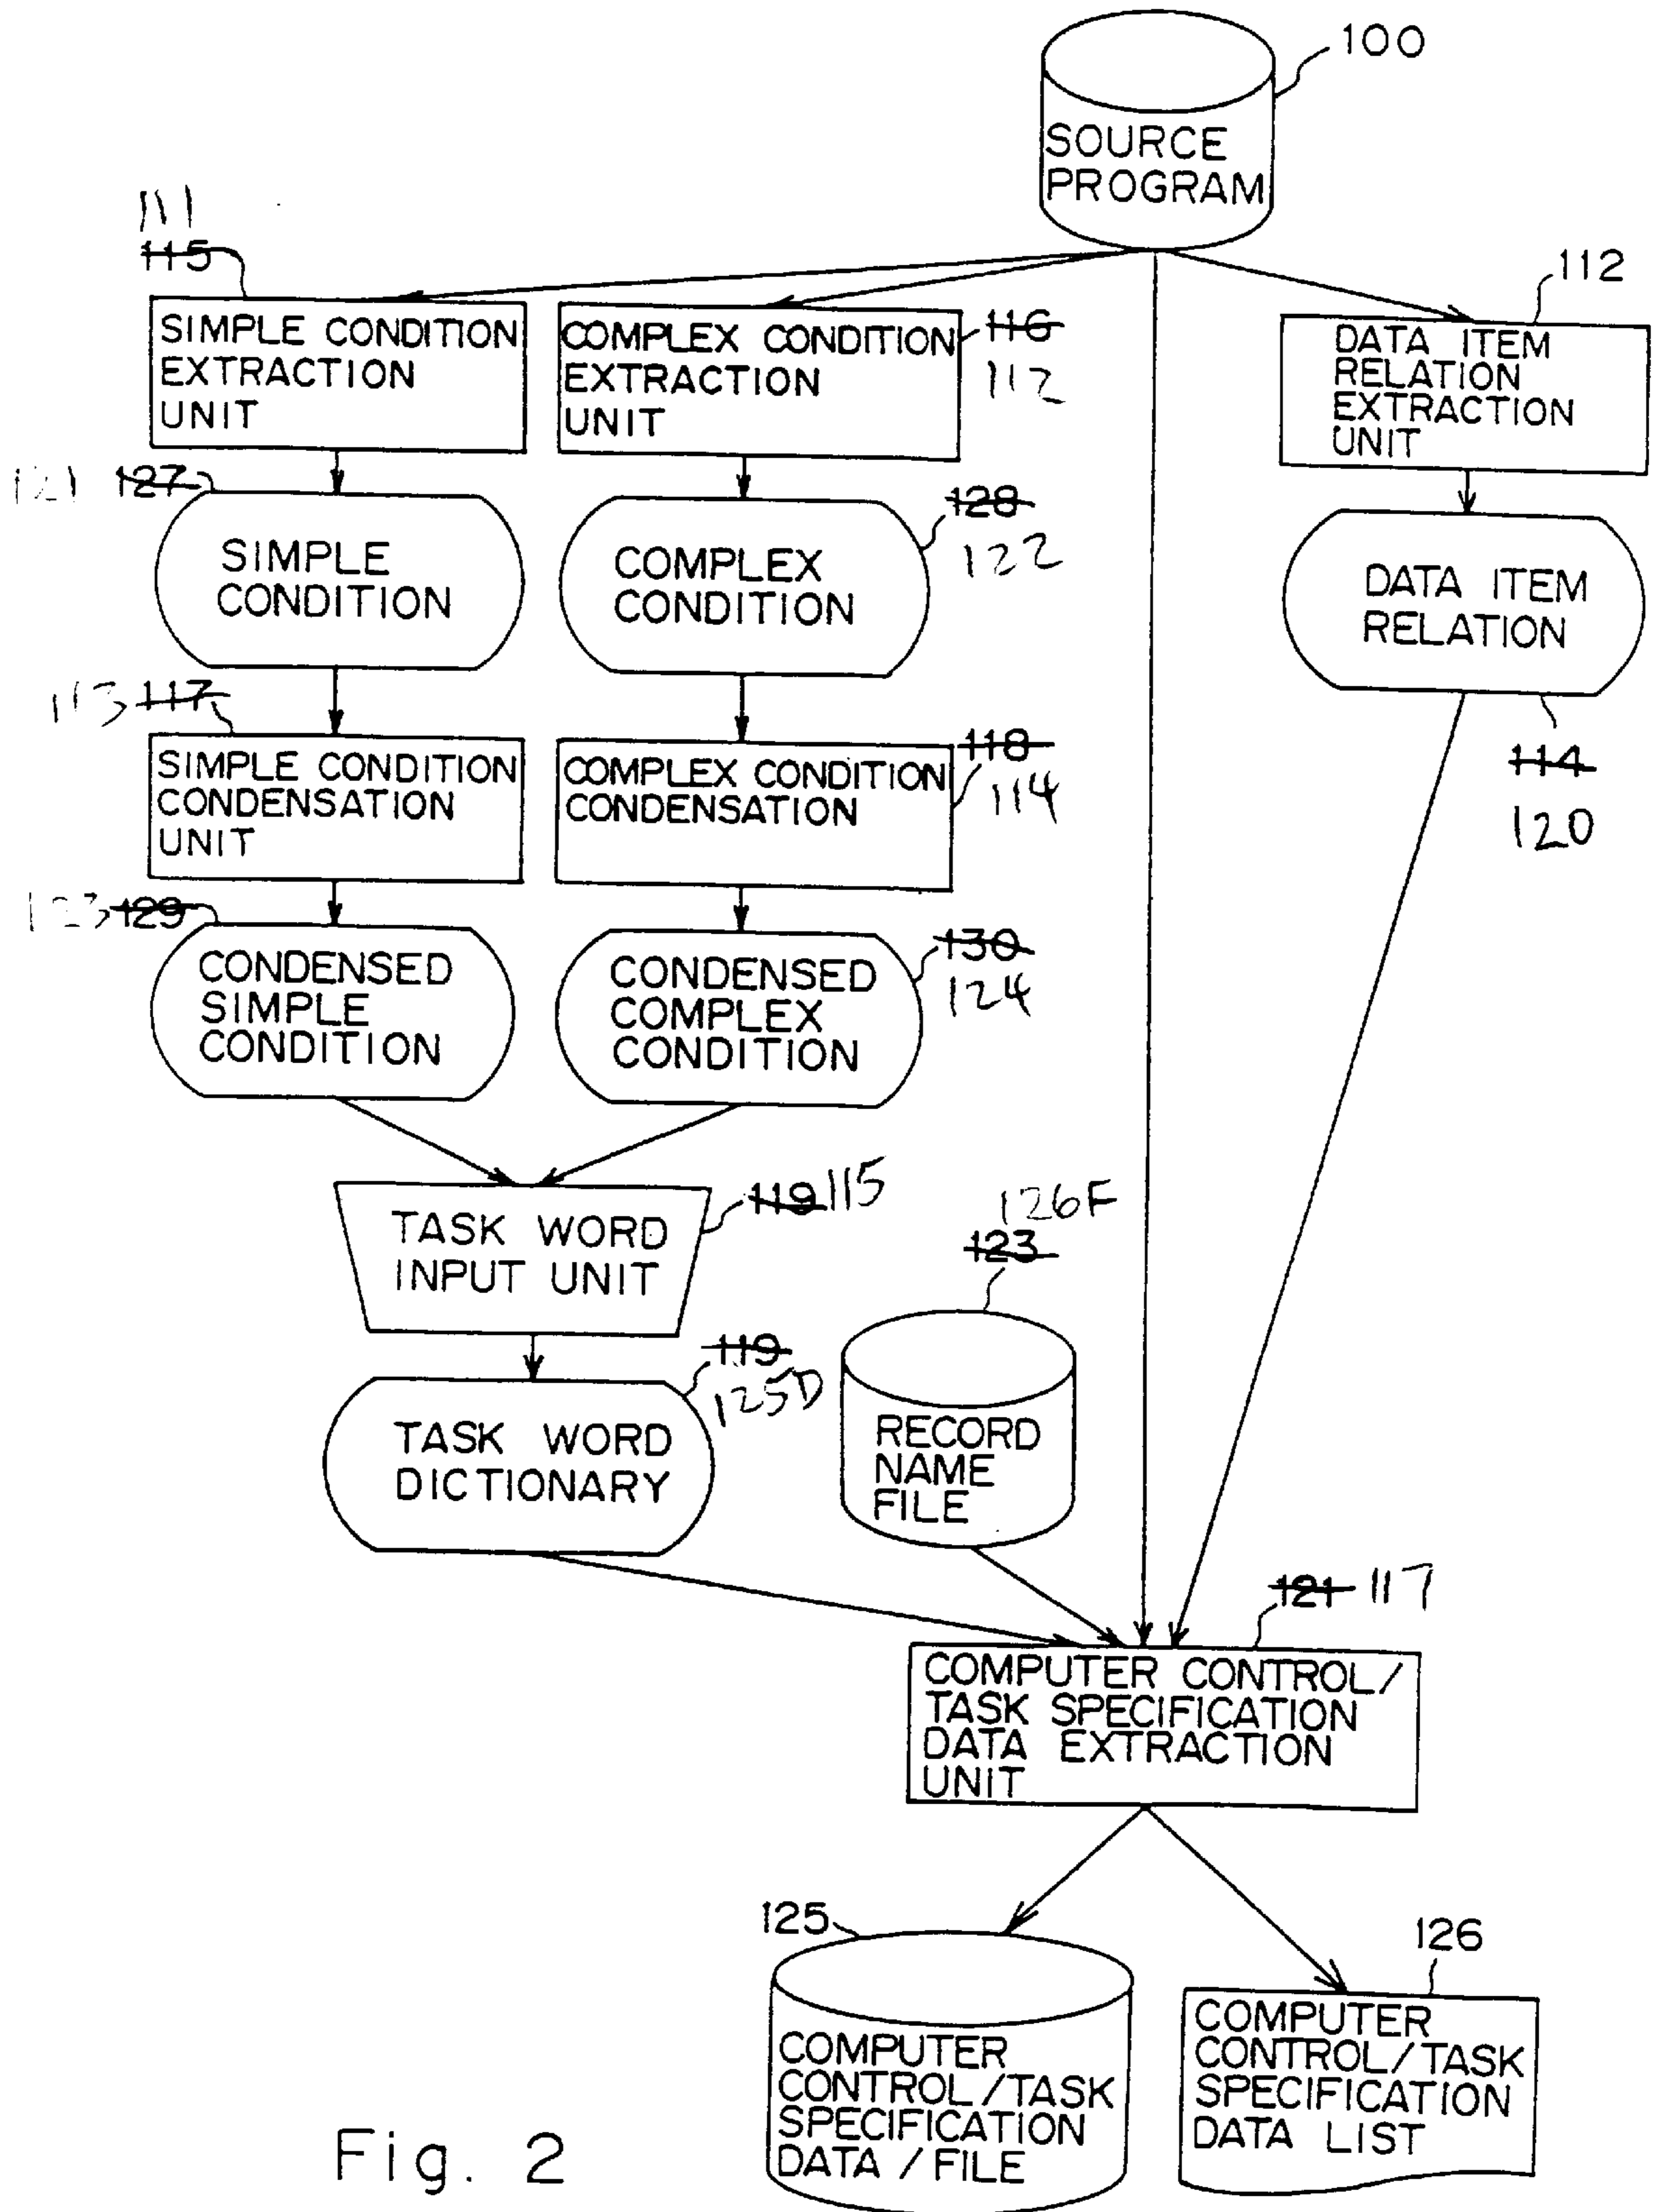 100
SOURCE
PROGRAM
111
115
SIMPLE CONDITION
EXTRACTION
UNIT
COMPLEX CONDITION
EXTRACTION
UNIT
116
112
112
DATA ITEM
RELATION
EXTRACTION
UNIT
121 127
SIMPLE
CONDITION
COMPLEX
CONDITION
128
122
DATA ITEM
RELATION
114
120
113 117
SIMPLE CONDITION
CONDENSATION
UNIT
COMPLEX CONDITION
CONDENSATION
118
114
123 129
CONDENSED
SIMPLE
CONDITION
CONDENSED
COMPLEX
CONDITION
130
124
TASK WORD
INPUT UNIT
119 115
TASK WORD
DICTIONARY
119
125D
126F
123
RECORD
NAME
FILE
121 117
COMPUTER CONTROL/
TASK SPECIFICATION
DATA EXTRACTION
UNIT
125
COMPUTER
CONTROL/TASK
SPECIFICATION
DATA/FILE
126
COMPUTER
CONTROL/TASK
SPECIFICATION
DATA LIST
Fig. 2